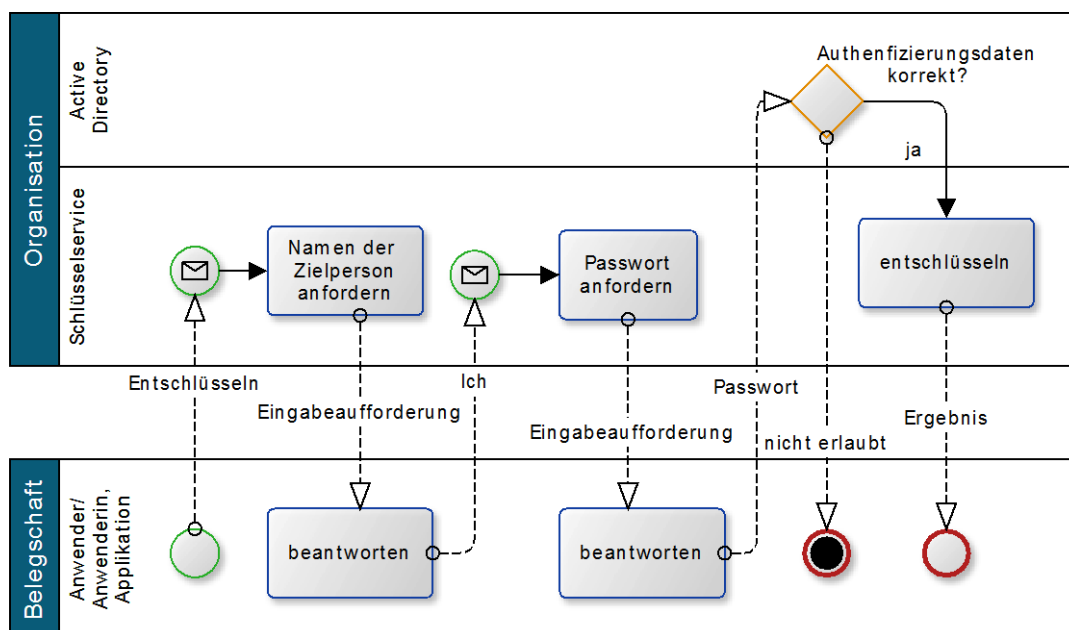 Organisation
Active
Directory
Authenfizierungsdaten
korrekt?
ja
Schlüsselservice
Namen der
Zielperson
anfordern
Passwort
anfordern
entschlüsseln
Entschlüsseln
Eingabeaufforderung
Ich
Eingabeaufforderung
Passwort
nicht erlaubt
Ergebnis
Belegschaft
Anwender/
Anwenderin,
Applikation
beantworten
beantworten